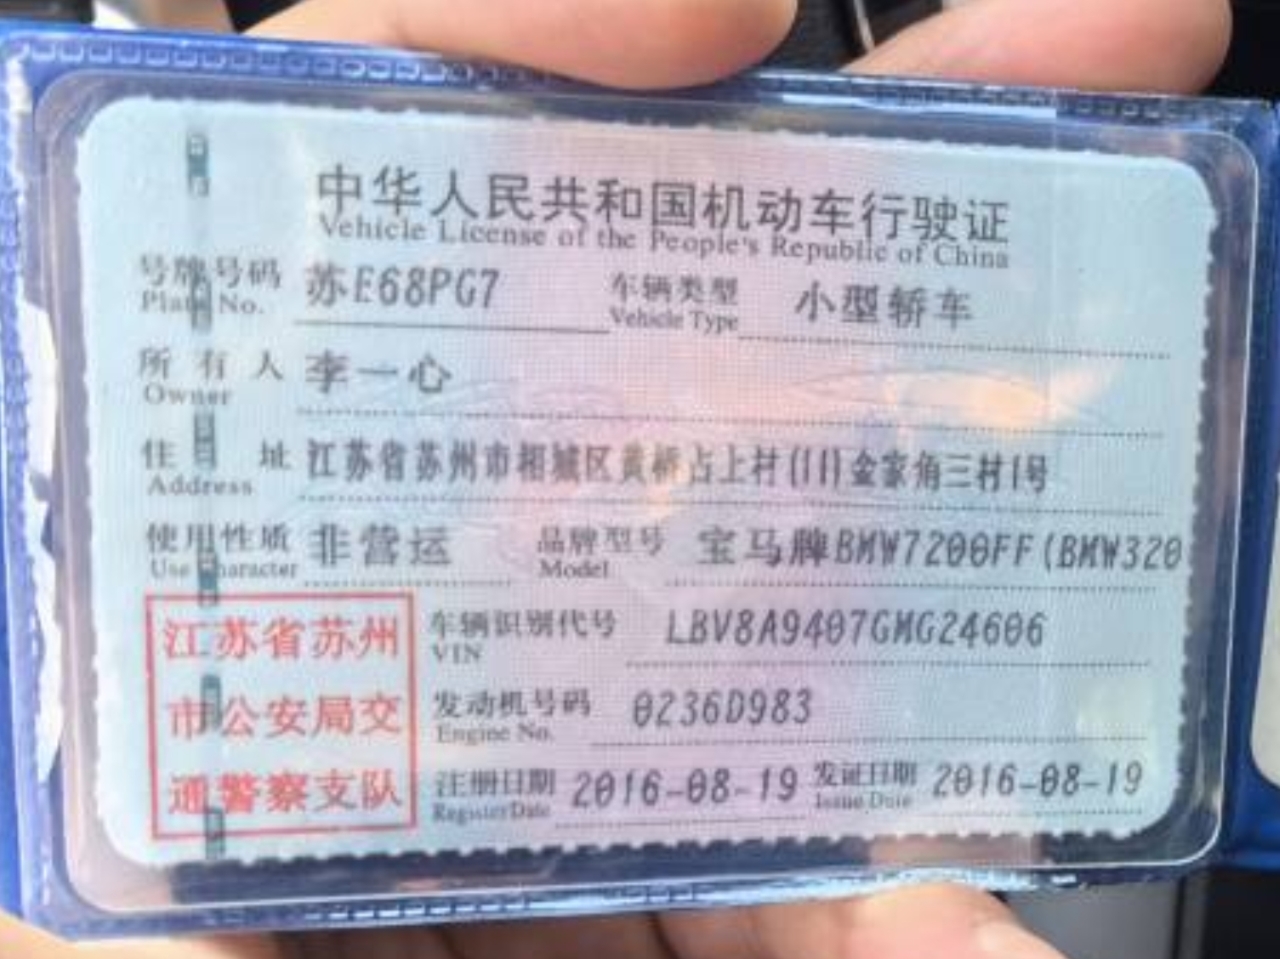 中华人民共和国机动车行驶证
Vehicle License of the People's Republic of China
号牌号码 苏E68PG7 车辆类型 小型轿车
Plate No. Vehicle Type
所有人 李一心
Owner
住址 江苏省苏州市相城区黄桥占上村(11)金家角三村1号
Address
使用性质 非营运 品牌型号 宝马牌BMW7200FF(BMW320
Use Character Model
江苏省苏州 车辆识别代号 LBV8A9407GMG24606
VIN
市公安局交 发动机号码 0236D983
Engine No.
通警察支队 注册日期 2016-08-19 发证日期 2016-08-19
Register Date Issue Date